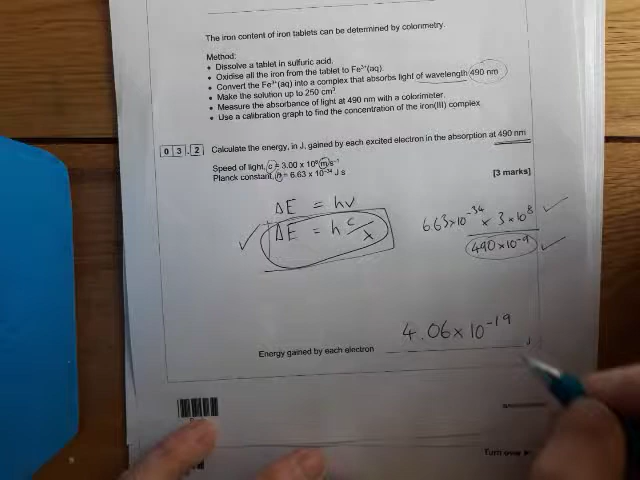 The iron content of iron tablets can be determined by colorimetry.
Method:
• Dissolve a tablet in sulfuric acid.
• Oxidise all the iron from the tablet to Fe³⁺(aq)
• Convert the Fe³⁺(aq) into a complex that absorbs light of wavelength 490 nm
• Make the solution up to 250 cm³
• Measure the absorbance of light at 490 nm with a colorimeter.
• Use a calibration graph to find the concentration of the iron(III) complex
0 3 . 2 Calculate the energy, in J, gained by each excited electron in the absorption at 490 nm
Speed of light, c = 3.00 x 10⁸ m s⁻¹
Planck constant, h = 6.63 x 10⁻³⁴ J s
[3 marks]
ΔE = hν
ΔE = h c/λ
6.63×10⁻³⁴ × 3×10⁸
490×10⁻⁹
4.06×10⁻¹⁹
Energy gained by each electron J
Turn over ►